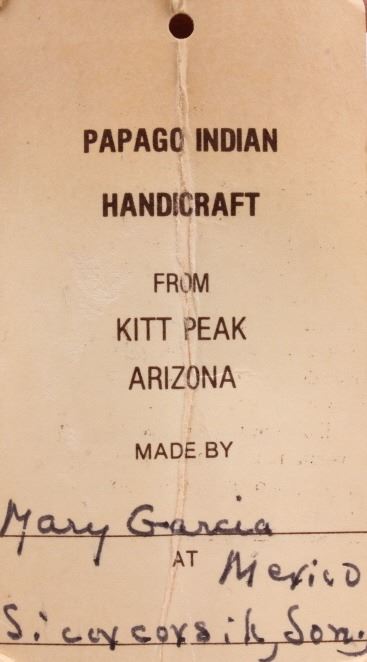 PAPAGO INDIAN
HANDICRAFT
FROM
KITT PEAK
ARIZONA
MADE BY
Mary Garcia
AT
Mexico
Son.